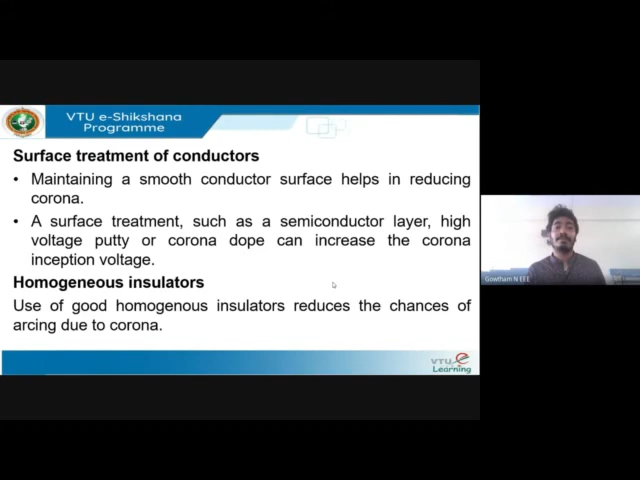 VTU e-Shikshana
Programme
Surface treatment of conductors
• Maintaining a smooth conductor surface helps in reducing
corona.
• A surface treatment, such as a semiconductor layer, high
voltage putty or corona dope can increase the corona
inception voltage.
Homogeneous insulators
Use of good homogenous insulators reduces the chances of
arcing due to corona.
VTU e
Learning
Gowtham N EEE